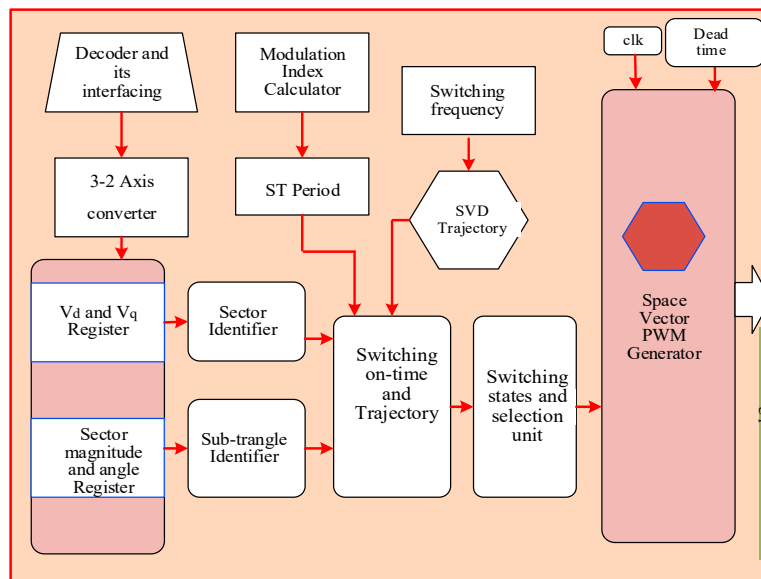 Decoder and
its
interfacing
Modulation
Index
Calculator
Switching
frequency
clk
Dead
time
3-2 Axis
converter
ST Period
SVD
Trajectory
Vd and Vq
Register
Sector
Identifier
Switching
on-time
and
Trajectory
Switching
states and
selection
unit
Space
Vector
PWM
Generator
Sector
magnitude
and angle
Register
Sub-trangle
Identifier